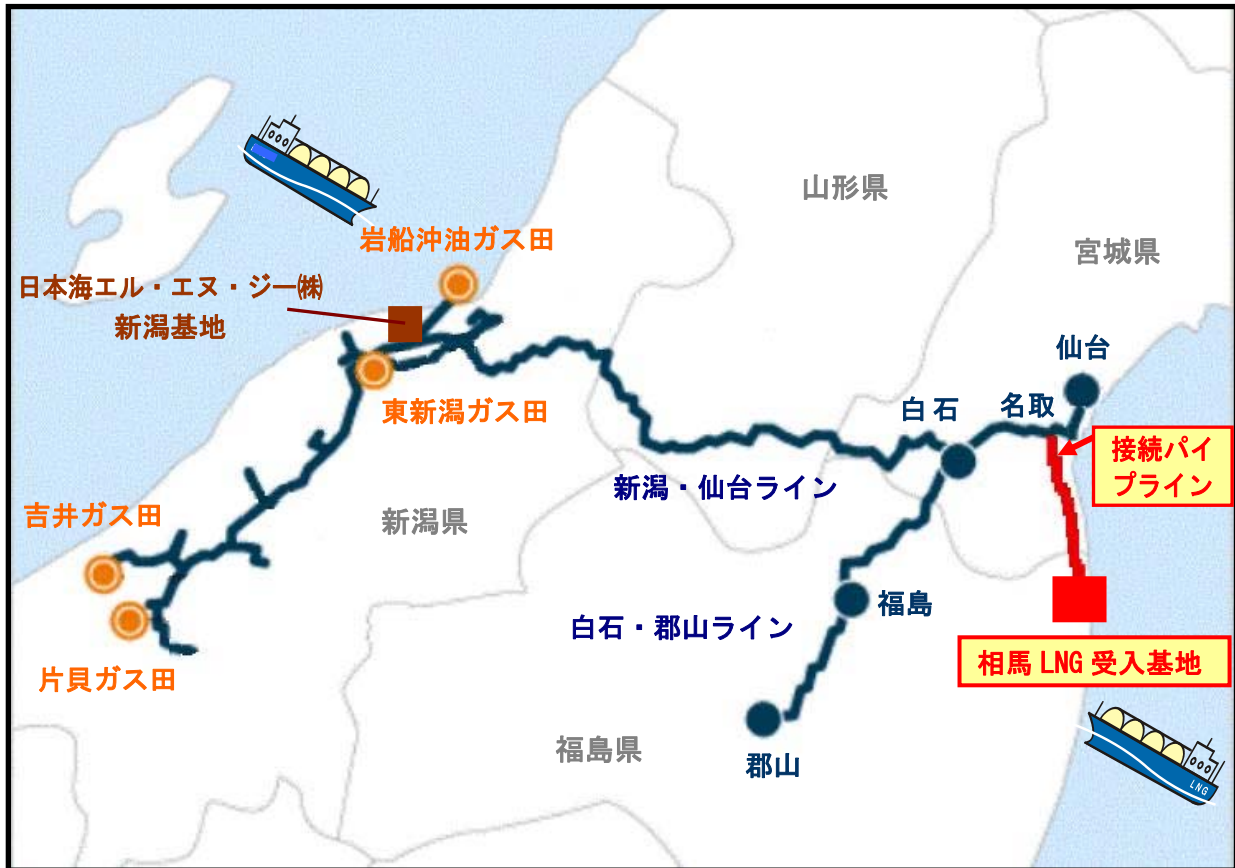 山形県
宮城県
岩船沖油ガス田
日本海エル・エヌ・ジー㈱
新潟基地
仙台
東新潟ガス田
白石
名取
接続パイ
プライン
新潟・仙台ライン
吉井ガス田
新潟県
福島
白石・郡山ライン
相馬 LNG 受入基地
片貝ガス田
福島県
郡山
LNG